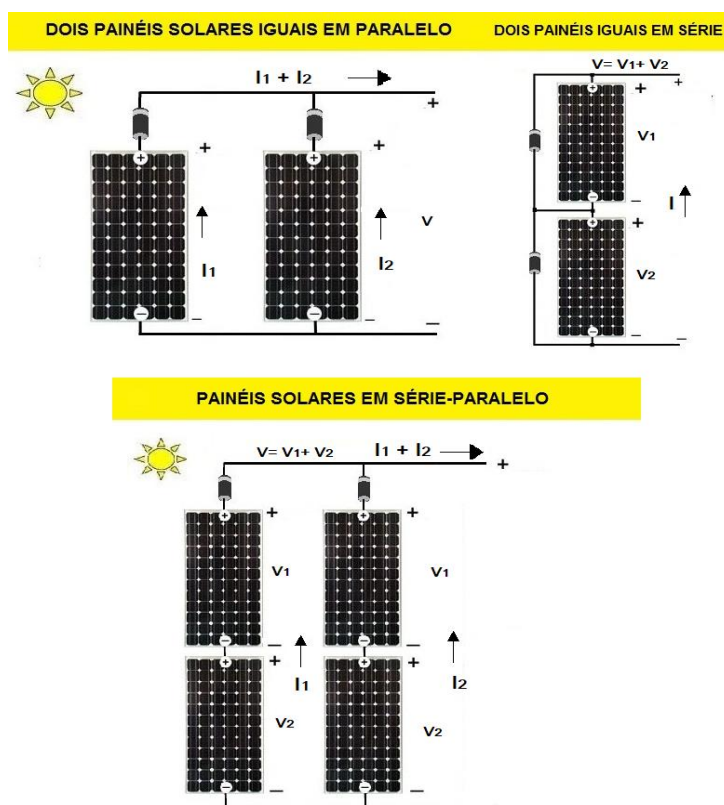 DOIS PAINÉIS SOLARES IGUAIS EM PARALELO
I1 + I2
+
+
+
+
+
V
I1
I2
−
−
−
−
−
DOIS PAINÉIS IGUAIS EM SÉRIE
V= V1+ V2
+
+
+
V1
I
−
−
+
+
V2
−
−
−
PAINÉIS SOLARES EM SÉRIE-PARALELO
V= V1+ V2
I1 + I2
+
+
+
+
+
V1
V1
−
−
−
−
+
+
+
+
I1
I2
V2
V2
−
−
−
−